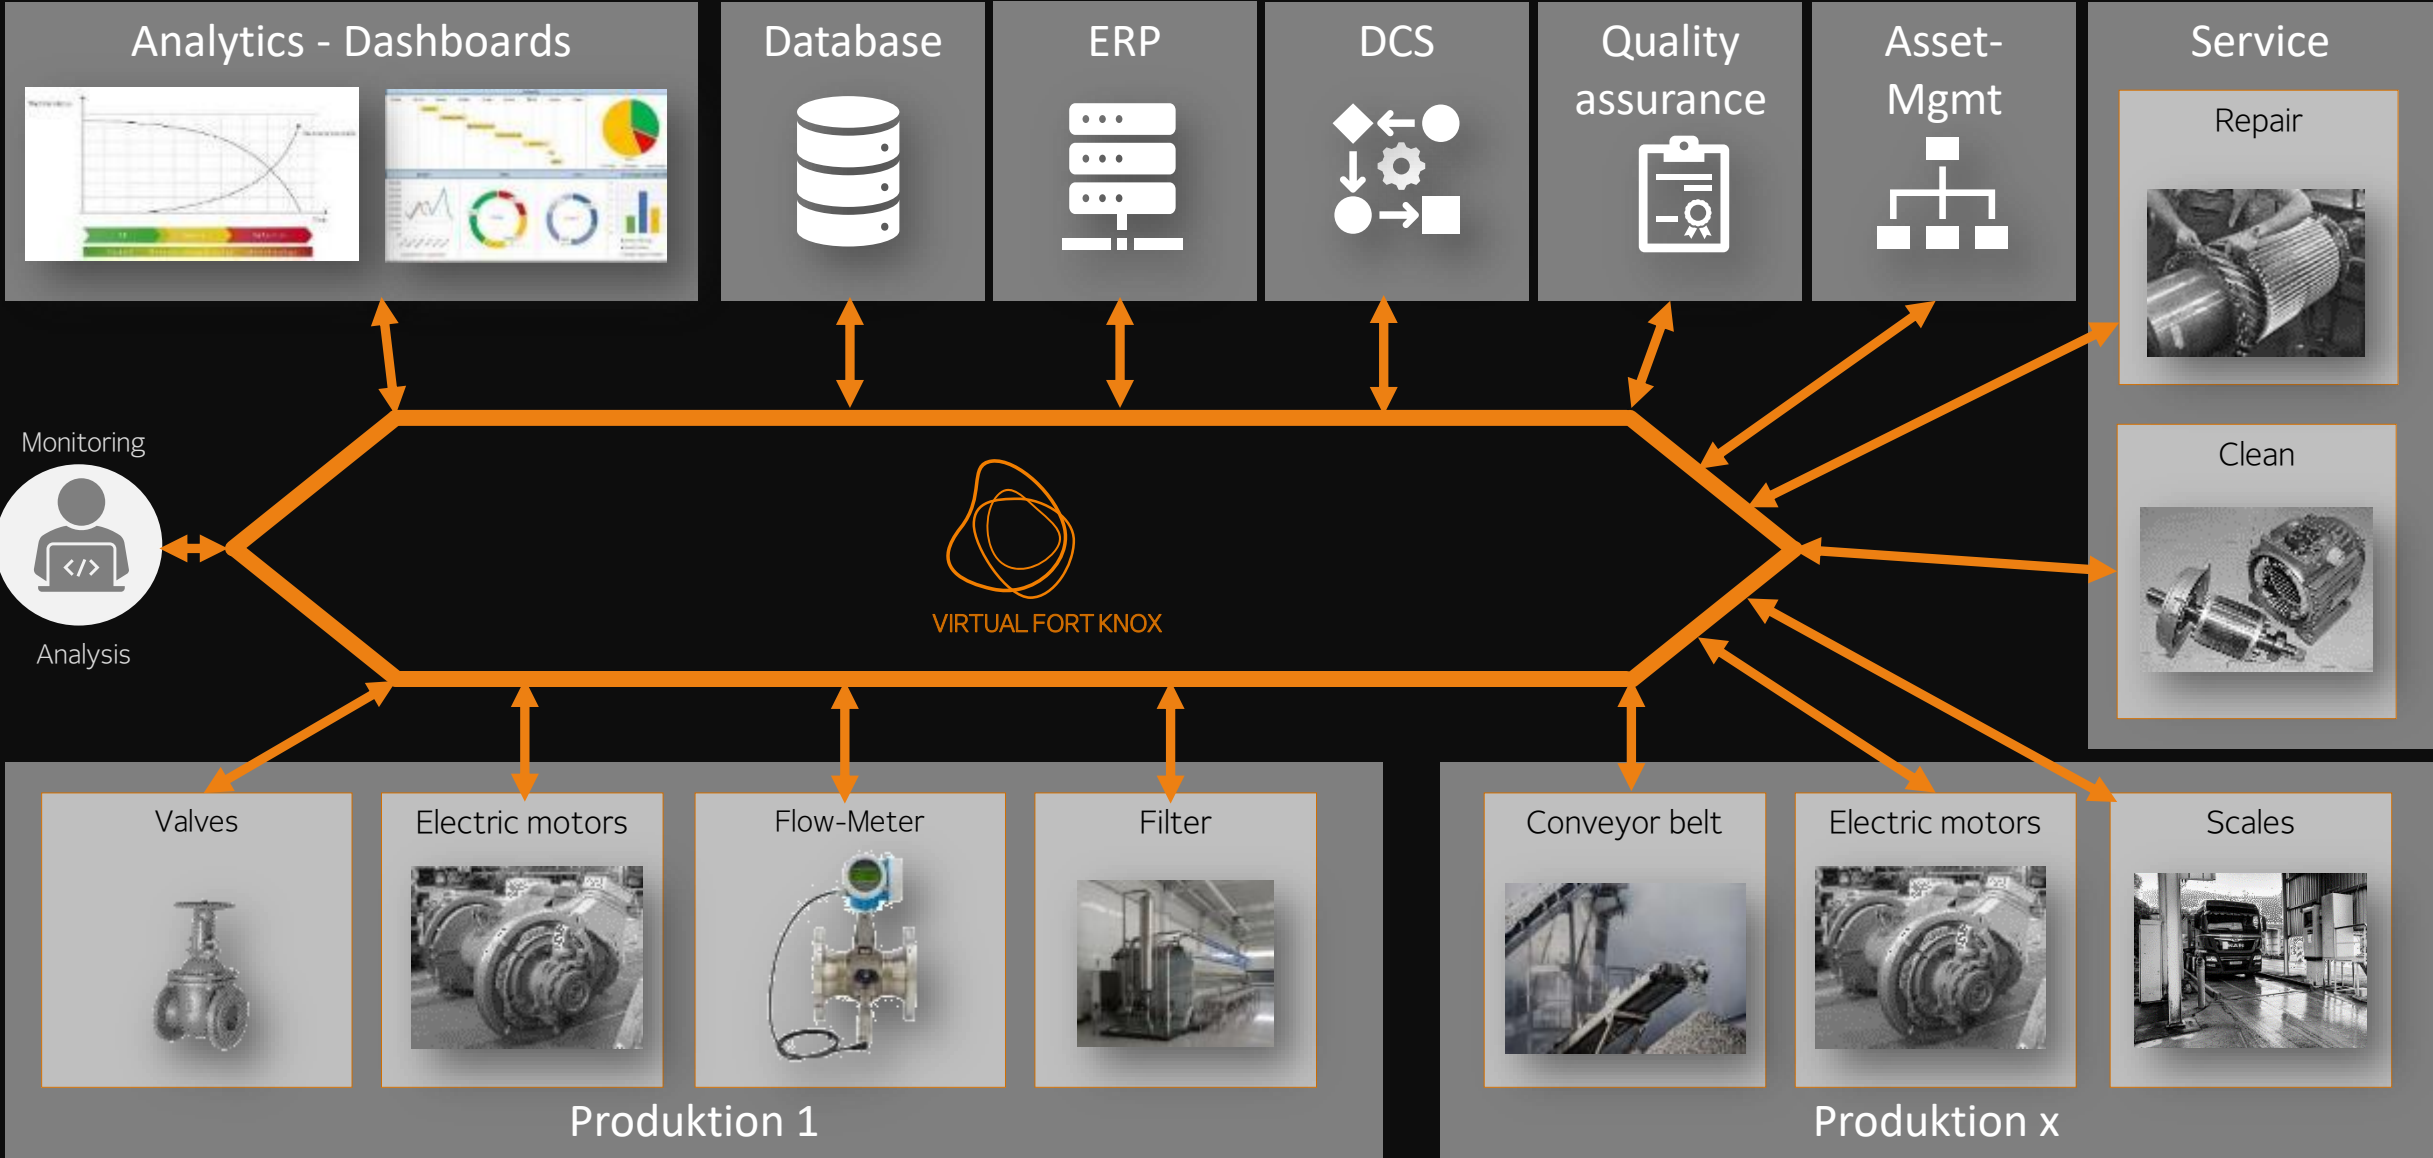 Analytics - Dashboards
Database
ERP
DCS
Quality
assurance
Asset-
Mgmt
Service
Repair
Clean
Monitoring
</>
Analysis
VIRTUAL FORT KNOX
Valves
Electric motors
Flow-Meter
Filter
Produktion 1
Conveyor belt
Electric motors
Scales
Produktion x